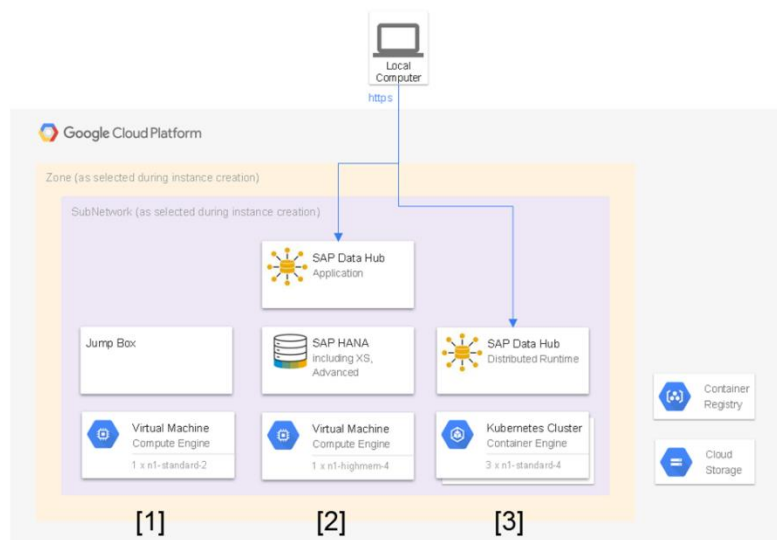 Local
Computer
https
Google Cloud Platform
Zone (as selected during instance creation)
SubNetwork (as selected during instance creation)
SAP Data Hub
Application
Jump Box
SAP HANA
including XS,
Advanced
SAP Data Hub
Distributed Runtime
Virtual Machine
Compute Engine
1 x n1-standard-2
Virtual Machine
Compute Engine
1 x n1-highmem-4
Kubernetes Cluster
Container Engine
3 x n1-standard-4
Container
Registry
Cloud
Storage
[1]
[2]
[3]